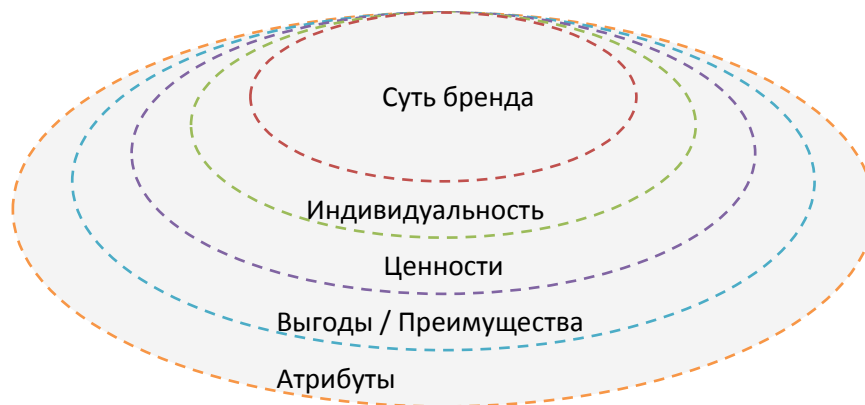 Суть бренда
Индивидуальность
Ценности
Выгоды / Преимущества
Атрибуты